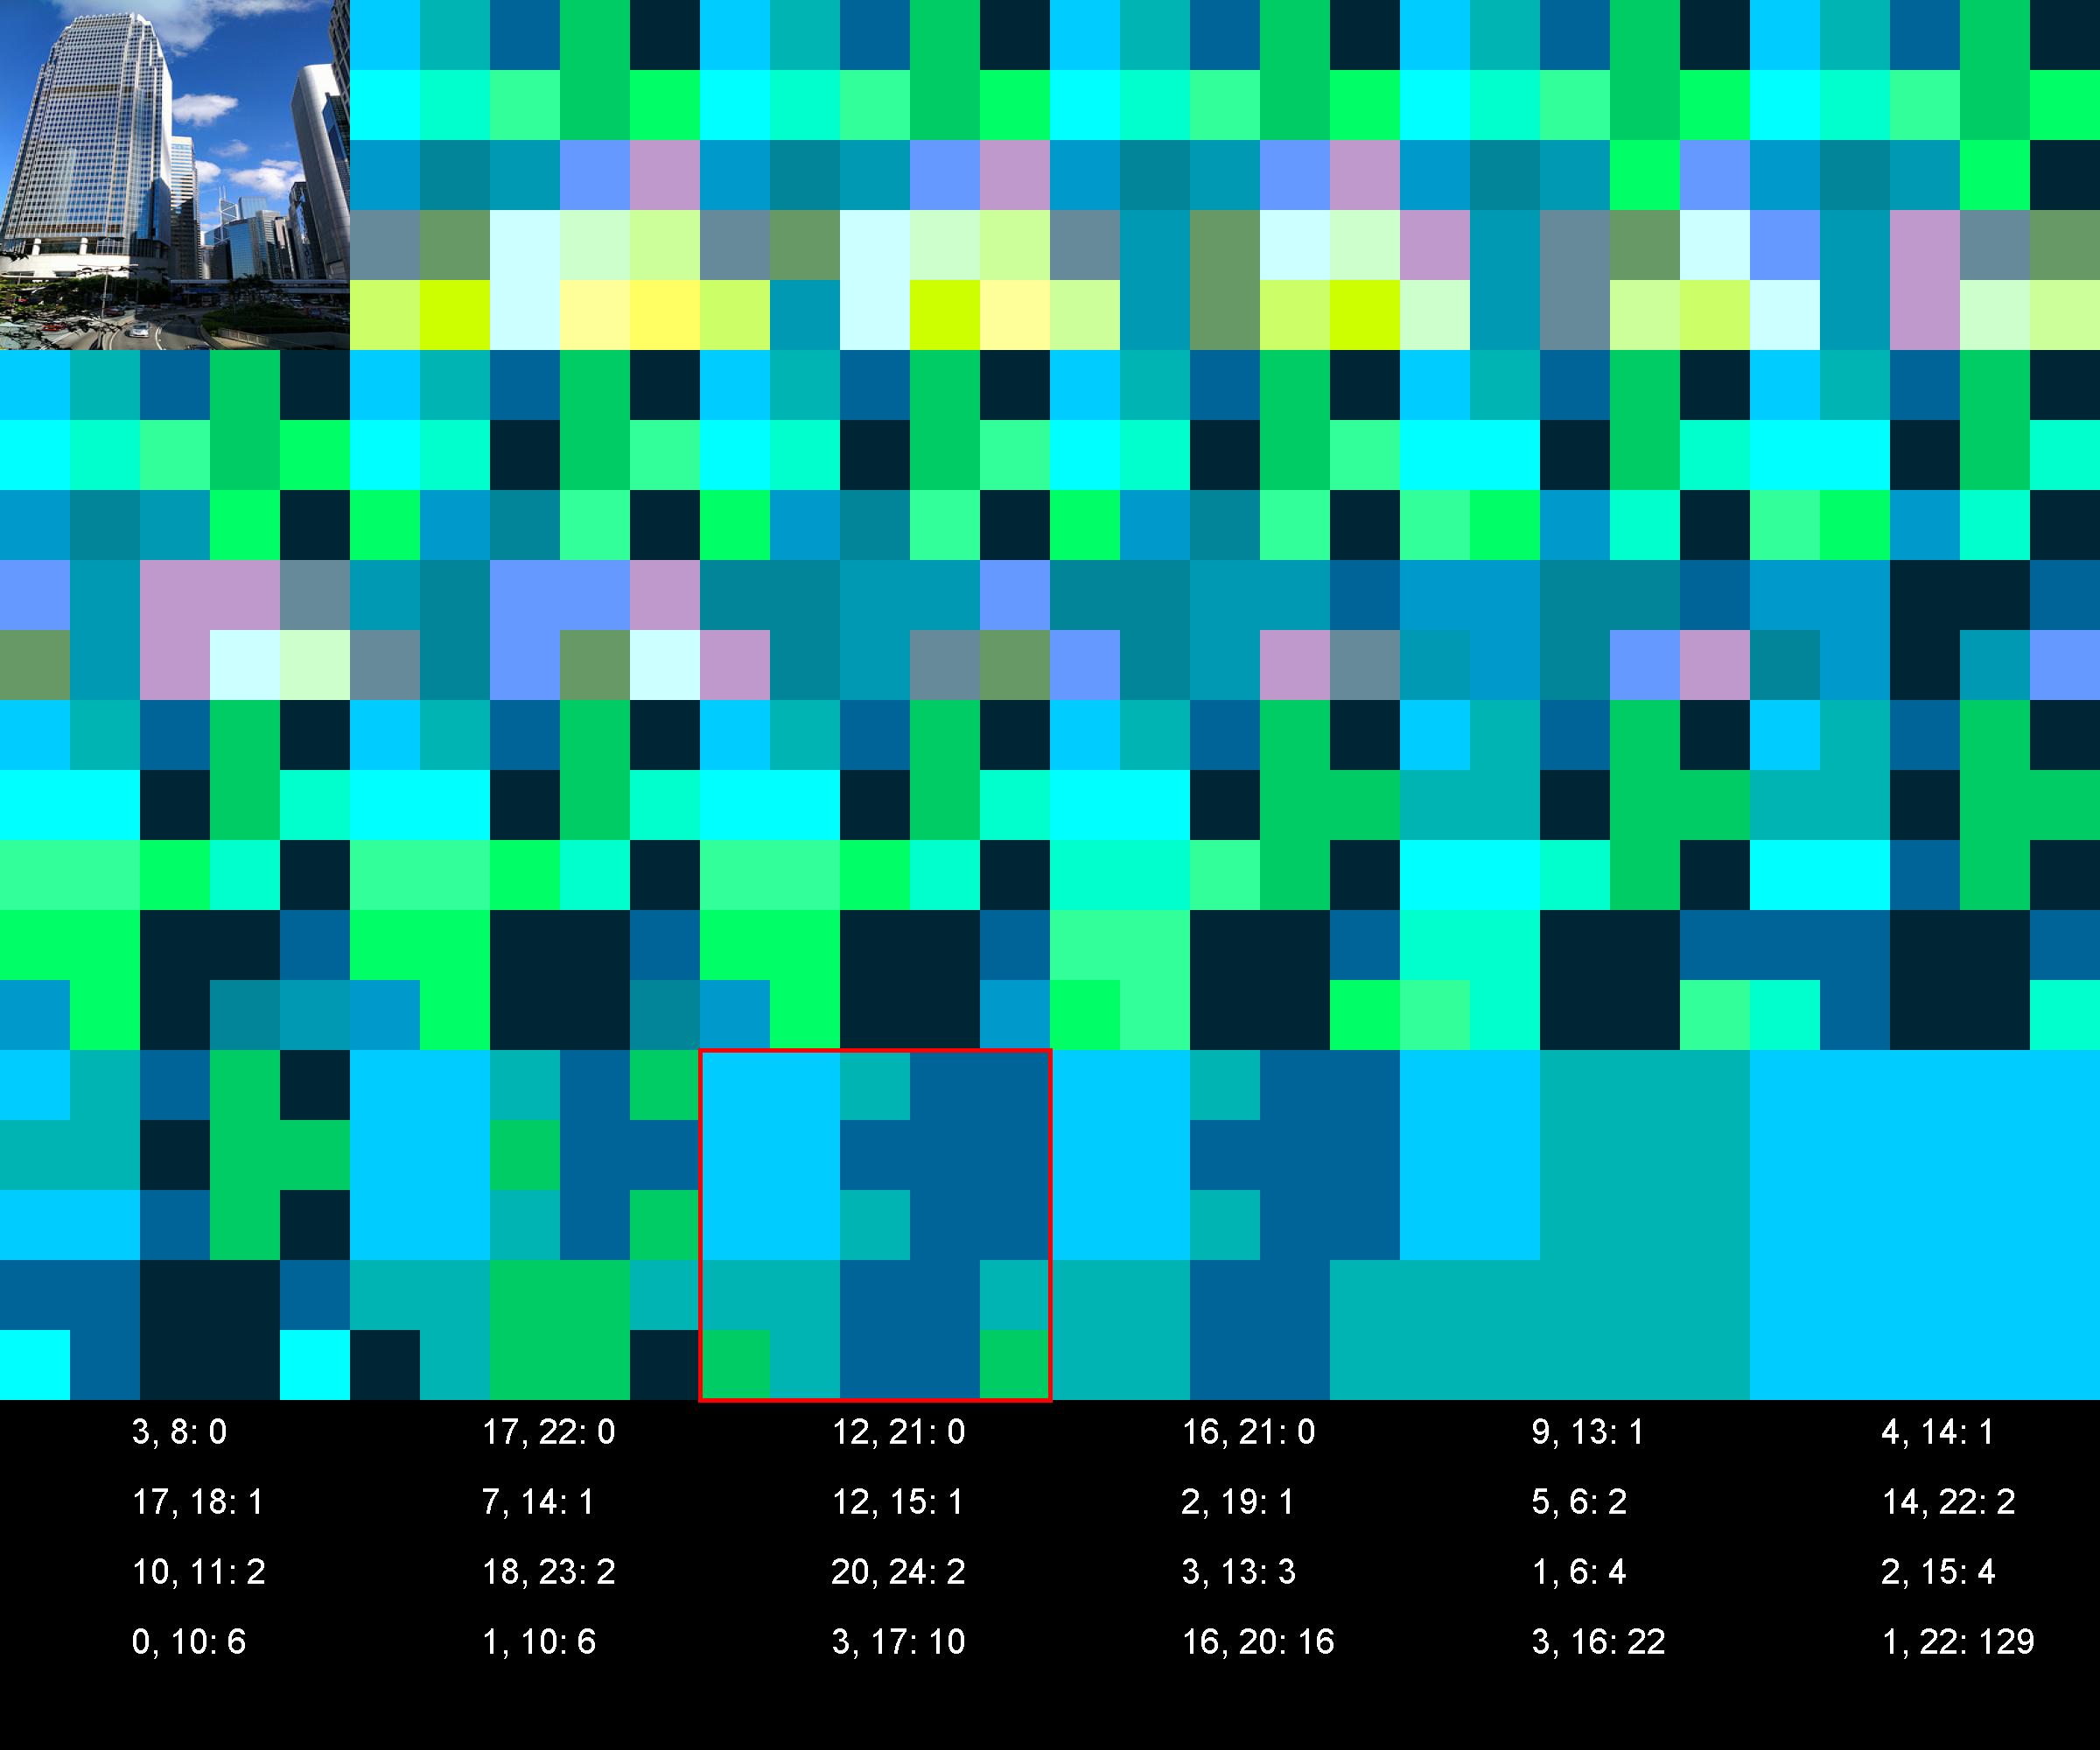 3, 8: 0 17, 22: 0 12, 21: 0 16, 21: 0 9, 13: 1 4, 14: 1
17, 18: 1 7, 14: 1 12, 15: 1 2, 19: 1 5, 6: 2 14, 22: 2
10, 11: 2 18, 23: 2 20, 24: 2 3, 13: 3 1, 6: 4 2, 15: 4
0, 10: 6 1, 10: 6 3, 17: 10 16, 20: 16 3, 16: 22 1, 22: 129